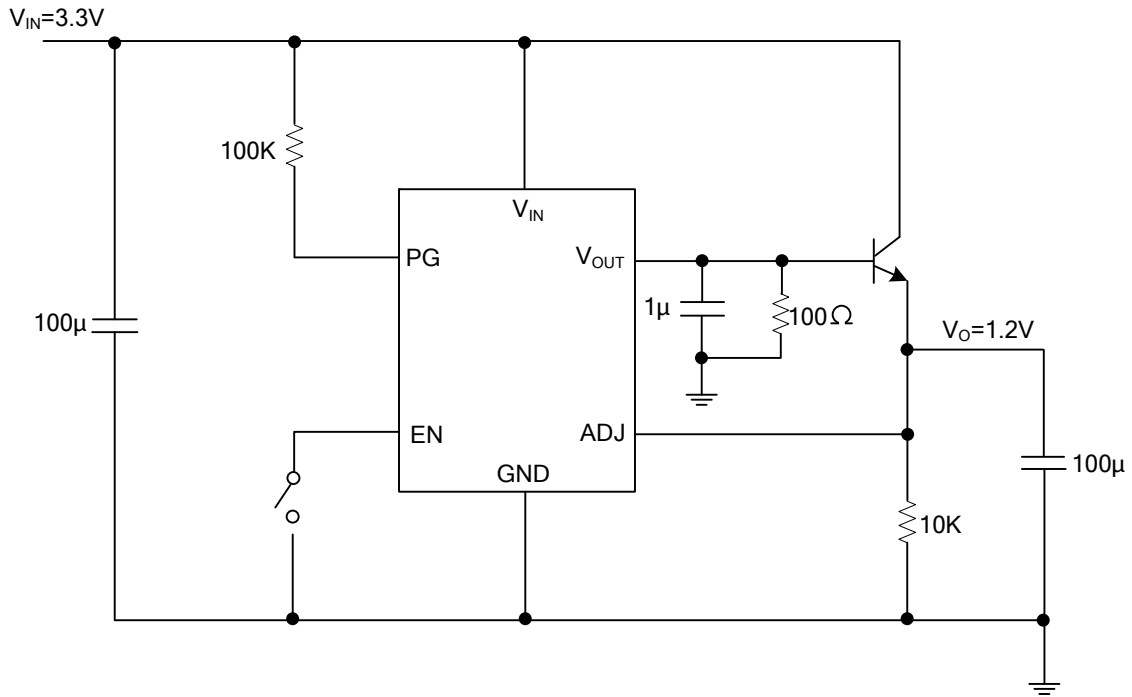 VIN=3.3V
100K
VIN
PG
VOUT
1µ
100Ω
100µ
VO=1.2V
EN
ADJ
GND
100µ
10K